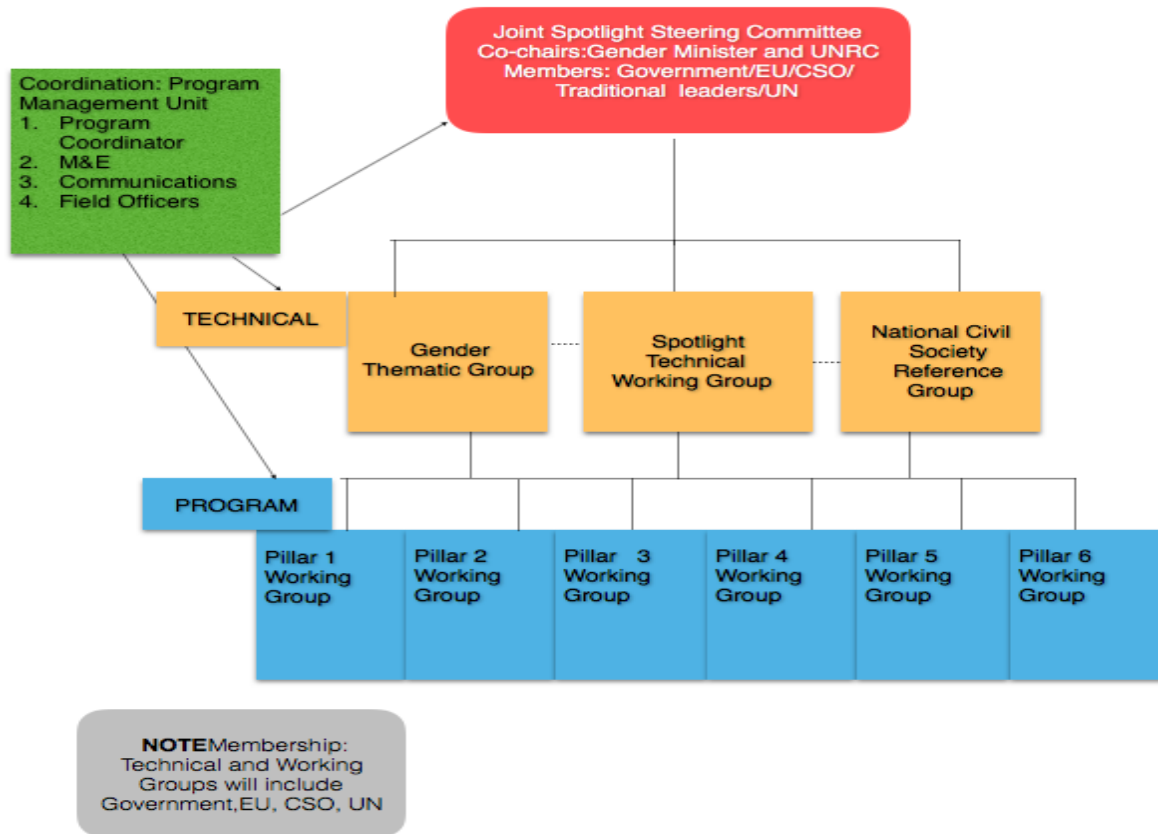 Joint Spotlight Steering Committee
Co-chairs:Gender Minister and UNRC
Members: Government/EU/CSO/
Traditional leaders/UN
Coordination: Program
Management Unit
1. Program
Coordinator
2. M&E
3. Communications
4. Field Officers
TECHNICAL
Gender
Thematic Group
Spotlight
Technical
Working Group
National Civil
Society
Reference
Group
PROGRAM
Pillar 1
Working
Group
Pillar 2
Working
Group
Pillar 3
Working
Group
Pillar 4
Working
Group
Pillar 5
Working
Group
Pillar 6
Working
Group
NOTEMembership:
Technical and Working
Groups will include
Government,EU, CSO, UN